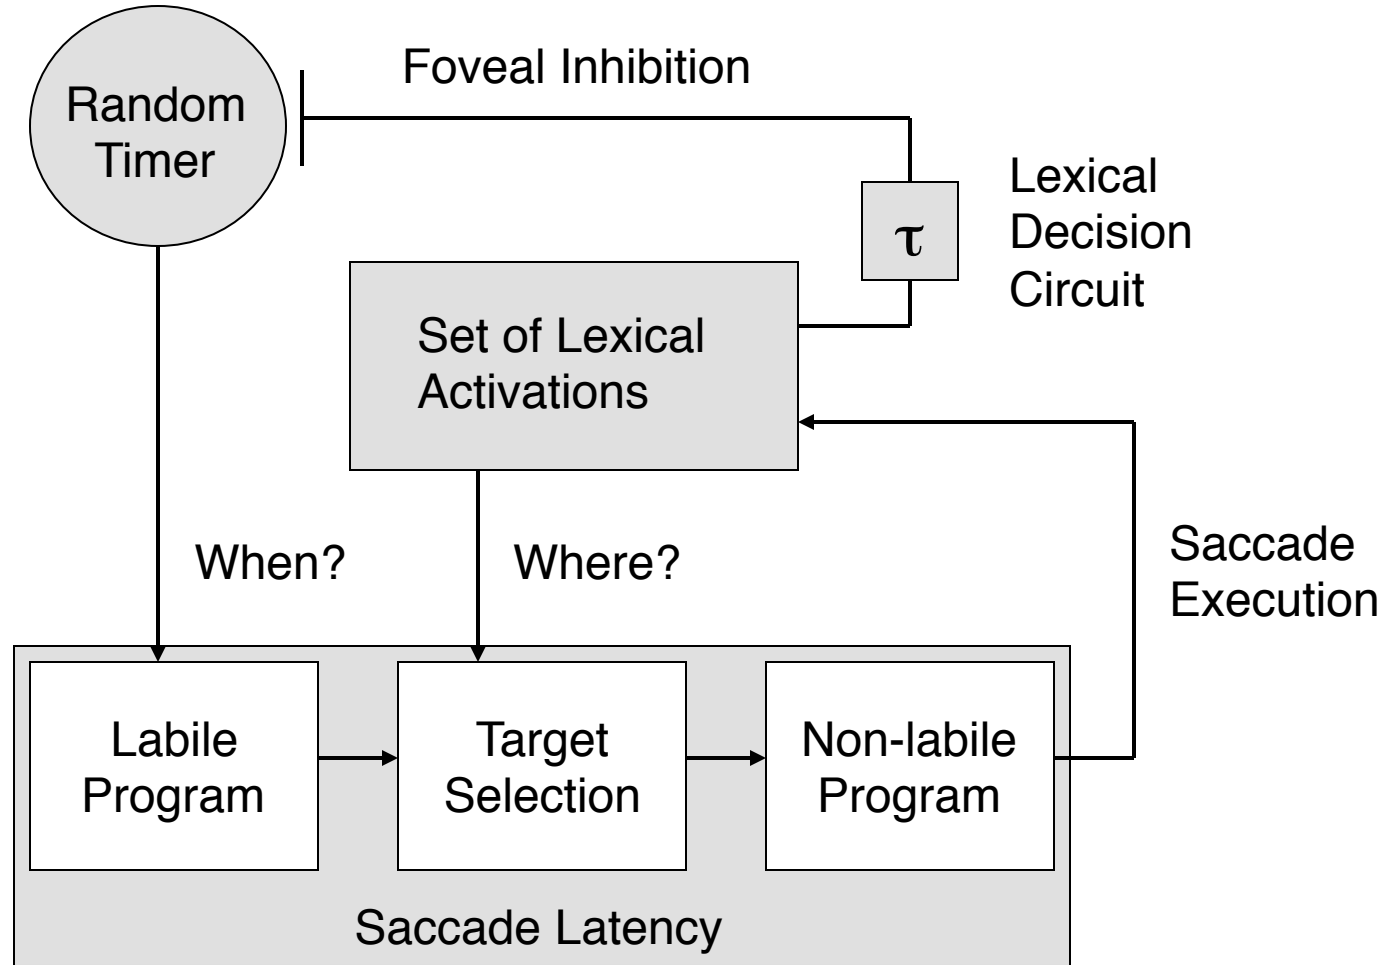 Foveal Inhibition
Random
Timer
Lexical
Decision
Circuit
τ
Set of Lexical
Activations
When?
Where?
Saccade
Execution
Labile
Program
Target
Selection
Non-labile
Program
Saccade Latency